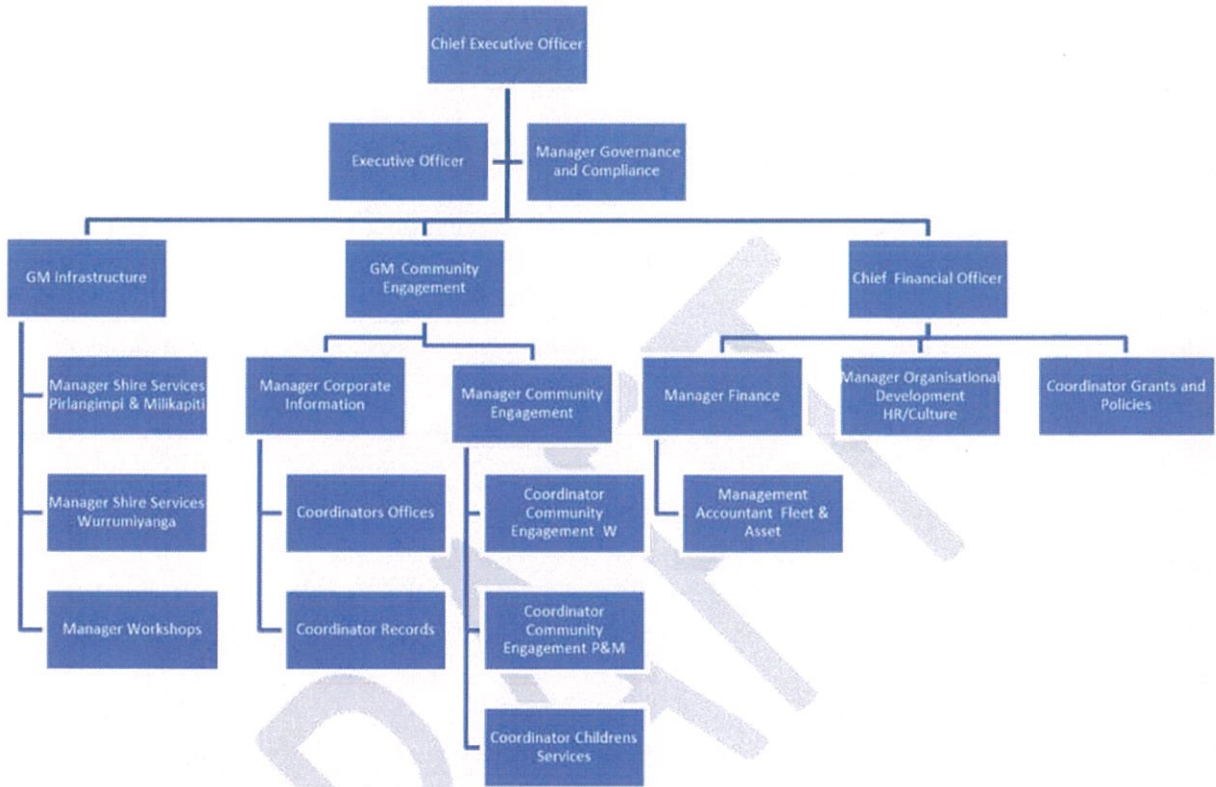 Chief Executive Officer
Executive Officer
Manager Governance
and Compliance
GM Infrastructure
GM Community
Engagement
Chief Financial Officer
Manager Shire Services
Pirlangimpi & Milikapiti
Manager Corporate
Information
Manager Community
Engagement
Manager Finance
Manager Organisational
Development
HR/Culture
Coordinator Grants and
Policies
Manager Shire Services
Wurrumiyanga
Coordinators Offices
Coordinator
Community
Engagement W
Management
Accountant Fleet &
Asset
Manager Workshops
Coordinator Records
Coordinator
Community
Engagement P&M
Coordinator Childrens
Services
DRAFT